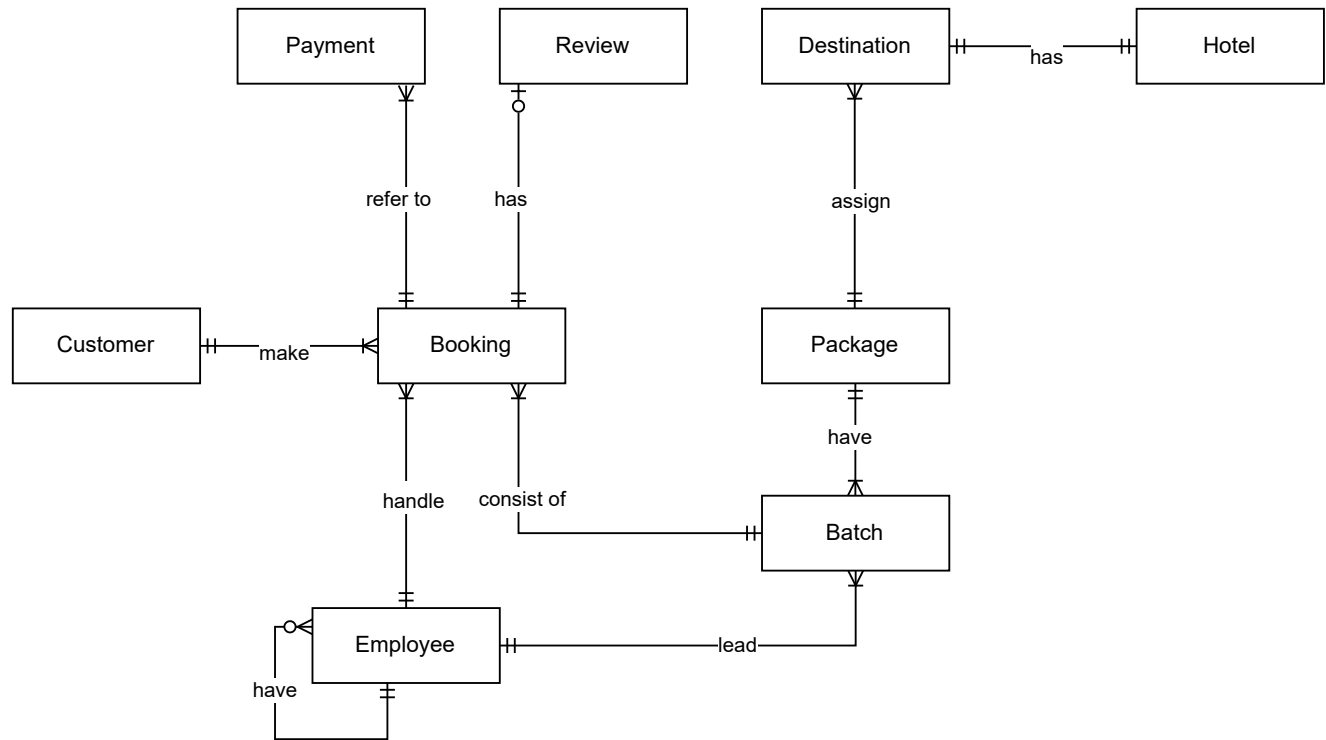 Payment
Review
Destination
has
Hotel
refer to
has
assign
Customer
make
Booking
Package
have
handle
consist of
Batch
Employee
lead
have